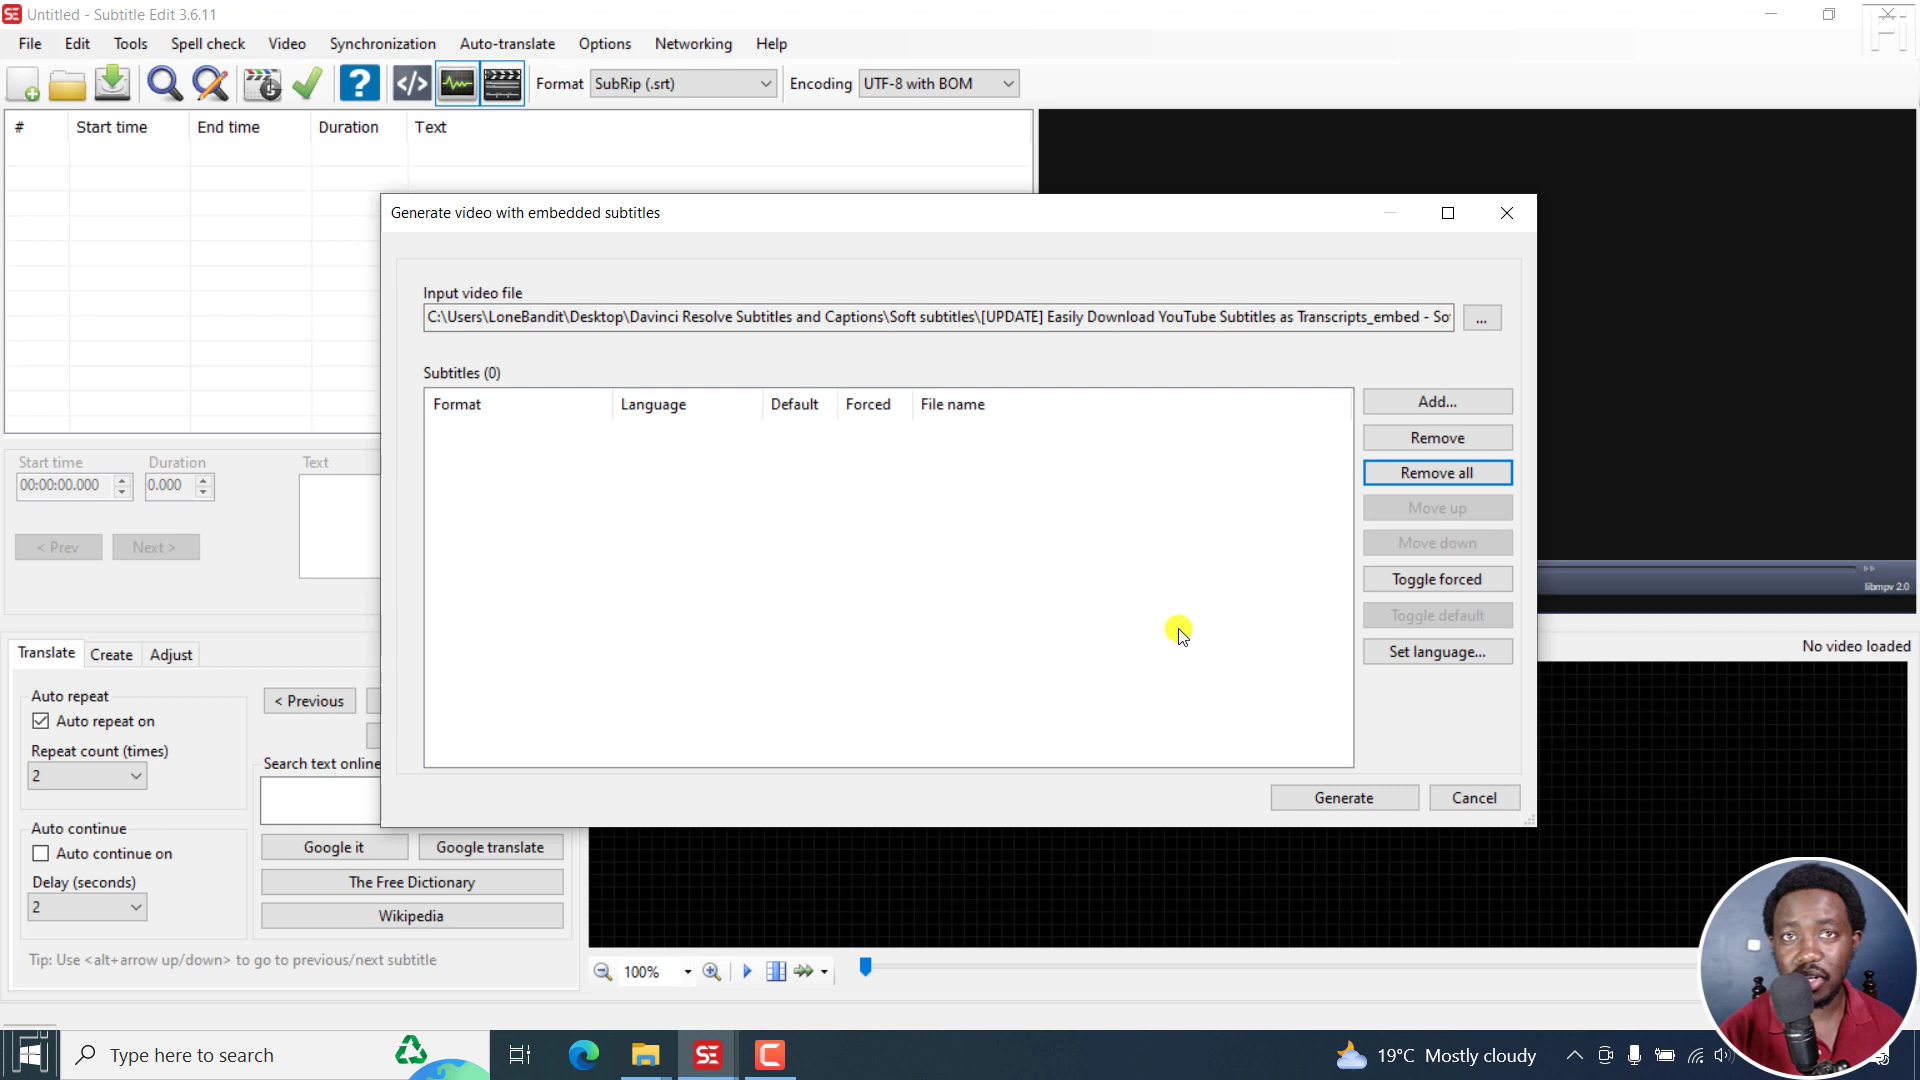 SE Untitled - Subtitle Edit 3.6.11
File Edit Tools Spell check Video Synchronization Auto-translate Options Networking Help
Format SubRip (.srt) Encoding UTF-8 with BOM
# Start time End time Duration Text
Generate video with embedded subtitles
Input video file
C:\Users\LoneBandit\Desktop\Davinci Resolve Subtitles and Captions\Soft subtitles\[UPDATE] Easily Download YouTube Subtitles as Transcripts_embed - So
...
Subtitles (0)
Format Language Default Forced File name
Add...
Remove
Remove all
Move up
Move down
Toggle forced
Toggle default
Set language...
Generate Cancel
libmpv 2.0
No video loaded
Start time Duration Text
00:00:00.000 0.000
< Prev Next >
Translate Create Adjust
Auto repeat
Auto repeat on
Repeat count (times)
2
Auto continue
Auto continue on
Delay (seconds)
2
< Previous
Search text online
Google it Google translate
The Free Dictionary
Wikipedia
Tip: Use <alt+arrow up/down> to go to previous/next subtitle
100%
Type here to search
SE
19°C Mostly cloudy